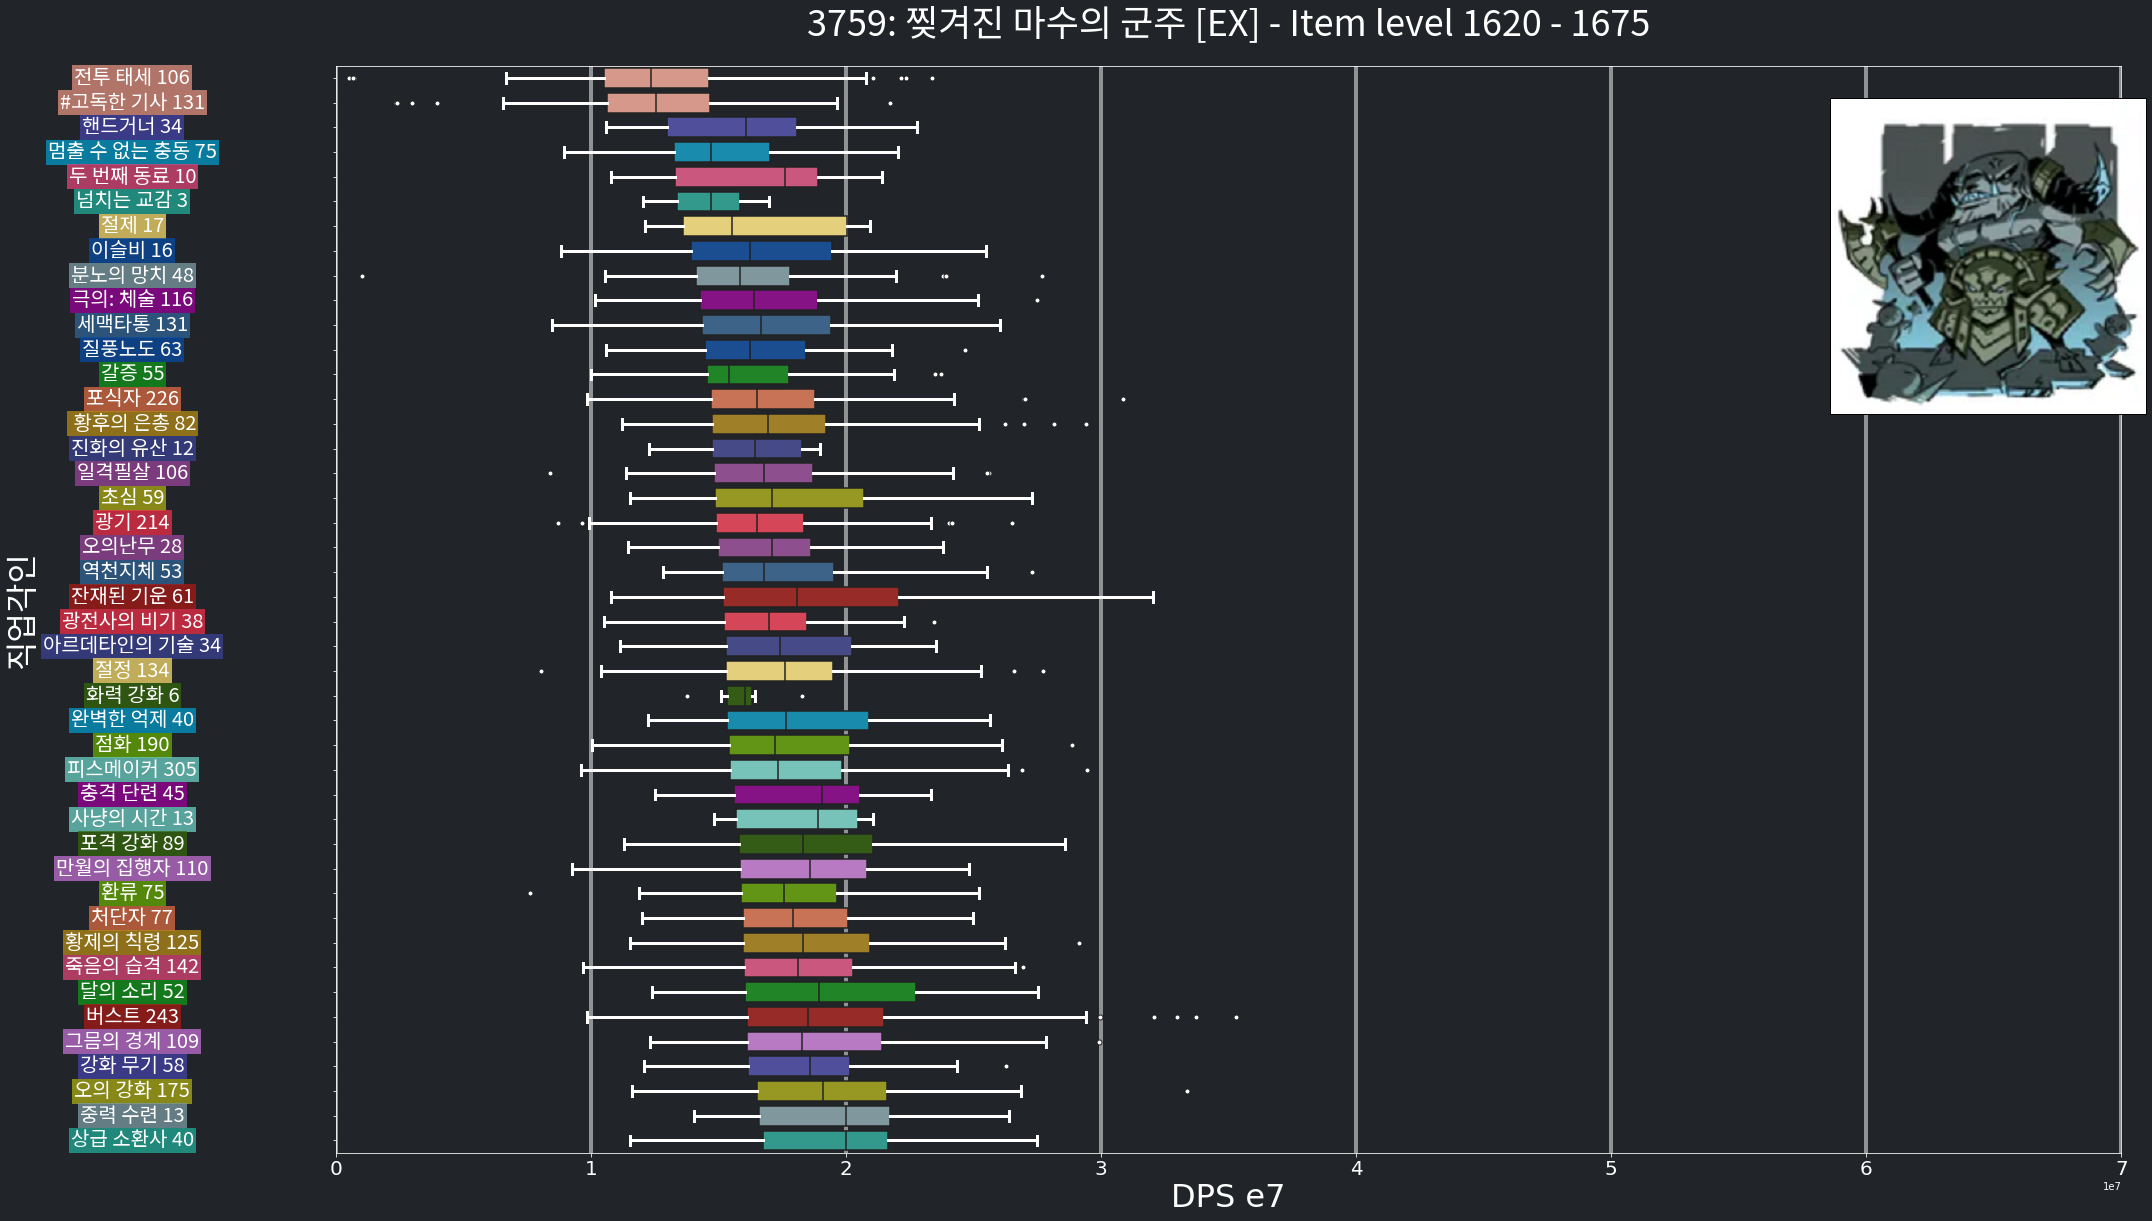 3759: 찢겨진 마수의 군주 [EX] - Item level 1620 - 1675
전투 태세 106
#고독한 기사 131
핸드거너 34
멈출 수 없는 충동 75
두 번째 동료 10
넘치는 교감 3
절제 17
이슬비 16
분노의 망치 48
극의: 체술 116
세맥타통 131
질풍노도 63
갈증 55
포식자 226
황후의 은총 82
진화의 유산 12
일격필살 106
초심 59
광기 214
오의난무 28
역천지체 53
잔재된 기운 61
광전사의 비기 38
아르데타인의 기술 34
절정 134
화력 강화 6
완벽한 억제 40
점화 190
피스메이커 305
충격 단련 45
사냥의 시간 13
포격 강화 89
만월의 집행자 110
환류 75
처단자 77
황제의 칙령 125
죽음의 습격 142
달의 소리 52
버스트 243
그믐의 경계 109
강화 무기 58
오의 강화 175
중력 수련 13
상급 소환사 40
직업각인
0 1 2 3 4 5 6 7
1e7
DPS e7